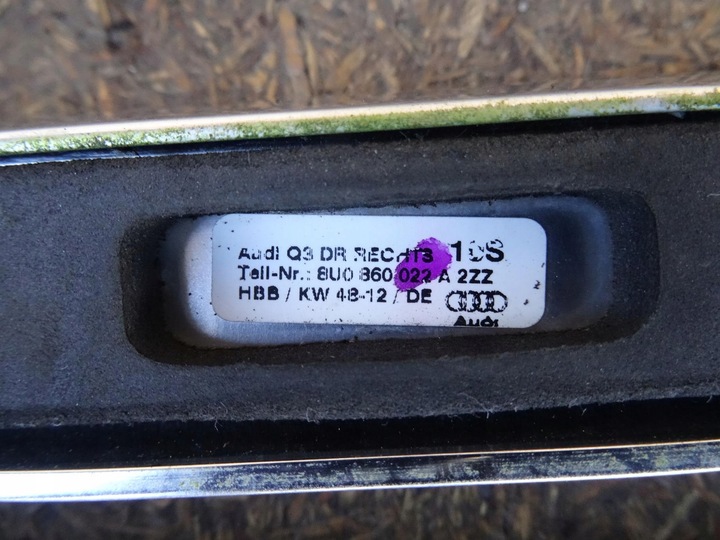 Audi Q3 DR RECHTS
Teil-Nr.: 8U0 860 022 A 2ZZ
HBB / KW 48-12 / DE
Audi